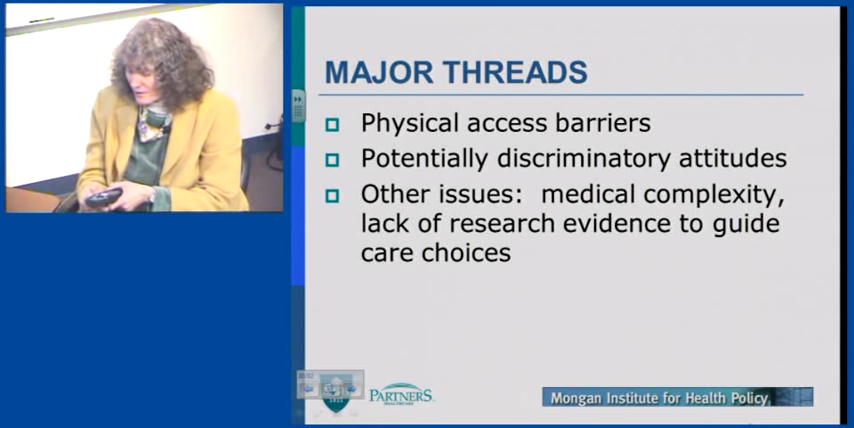 MAJOR THREADS
Physical access barriers
Potentially discriminatory attitudes
Other issues: medical complexity,
lack of research evidence to guide
care choices
PARTNERS
HEALTHCARE
Mongan Institute for Health Policy